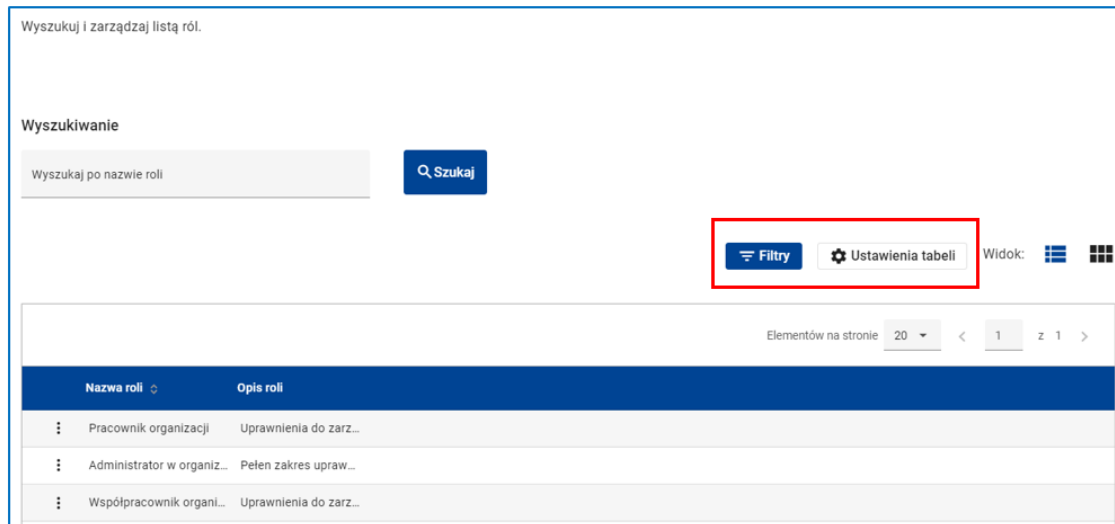 Wyszukuj i zarządzaj listą ról.
Wyszukiwanie
Wyszukaj po nazwie roli
Szukaj
Filtry
Ustawienia tabeli
Widok:
Elementów na stronie 20 < 1 z 1 >
Nazwa roli Opis roli
Pracownik organizacji Uprawnienia do zarz...
Administrator w organiz... Pełen zakres upraw...
Współpracownik organi... Uprawnienia do zarz...